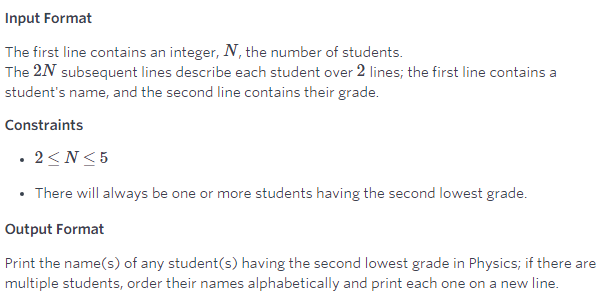 Input Format
The first line contains an integer, N, the number of students.
The 2N subsequent lines describe each student over 2 lines; the first line contains a
student's name, and the second line contains their grade.
Constraints
• 2 ≤ N ≤ 5
• There will always be one or more students having the second lowest grade.
Output Format
Print the name(s) of any student(s) having the second lowest grade in Physics; if there are
multiple students, order their names alphabetically and print each one on a new line.